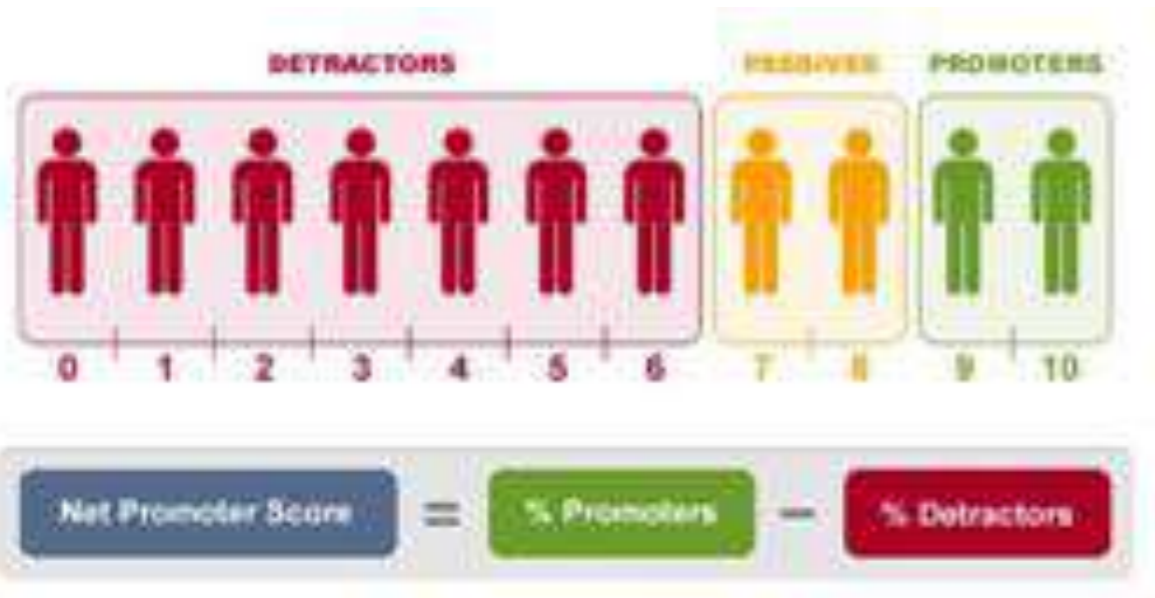 DETRACTORS PASSIVES PROMOTERS
0 1 2 3 4 5 6 7 8 9 10
Net Promoter Score = % Promoters − % Detractors